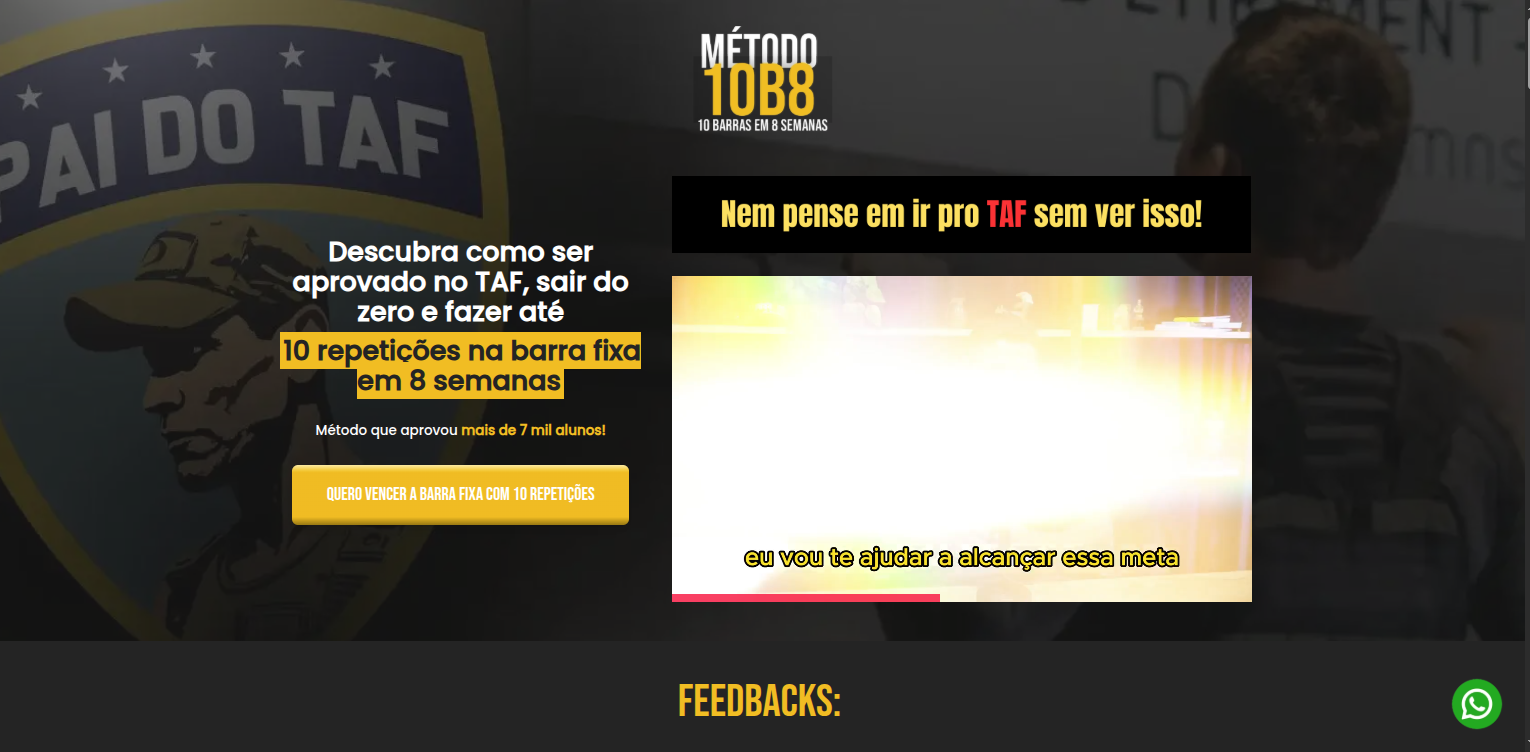 MÉTODO
10B8
10 BARRAS EM 8 SEMANAS
PAI DO TAF
Descubra como ser
aprovado no TAF, sair do
zero e fazer até
10 repetições na barra fixa
em 8 semanas
Método que aprovou mais de 7 mil alunos!
QUERO VENCER A BARRA FIXA COM 10 REPETIÇÕES
Nem pense em ir pro TAF sem ver isso!
eu vou te ajudar a alcançar essa meta
FEEDBACKS: